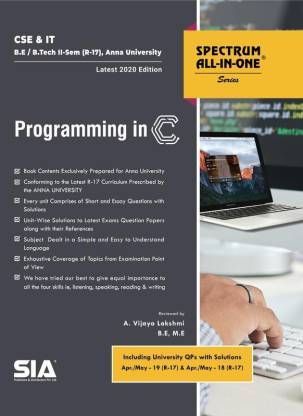 CSE & IT
B.E / B.Tech II-Sem (R-17), Anna University
Latest 2020 Edition
SPECTRUM
ALL-IN-ONE®
Series
Programming in C
Book Contents Exclusively Prepared for Anna University
Conforming to the Latest R-17 Curriculum Prescribed by
the ANNA UNIVERSITY
Every unit Comprises of Short and Essay Questions with
Solutions
Unit-Wise Solutions to Latest Exams Question Papers
along with their References
Subject Dealt in a Simple and Easy to Understand
Language
Exhaustive Coverage of Topics from Examination Point
of View
We have tried our best to give equal importance to
all the four skills ie, listening, speaking, reading & writing
Reviewed by
A. Vijaya Lakshmi
B.E, M.E
SIA
Publishers & Distributors Pvt. Ltd.
Including University QPs with Solutions
Apr./May - 19 (R-17) & Apr./May - 18 (R-17)